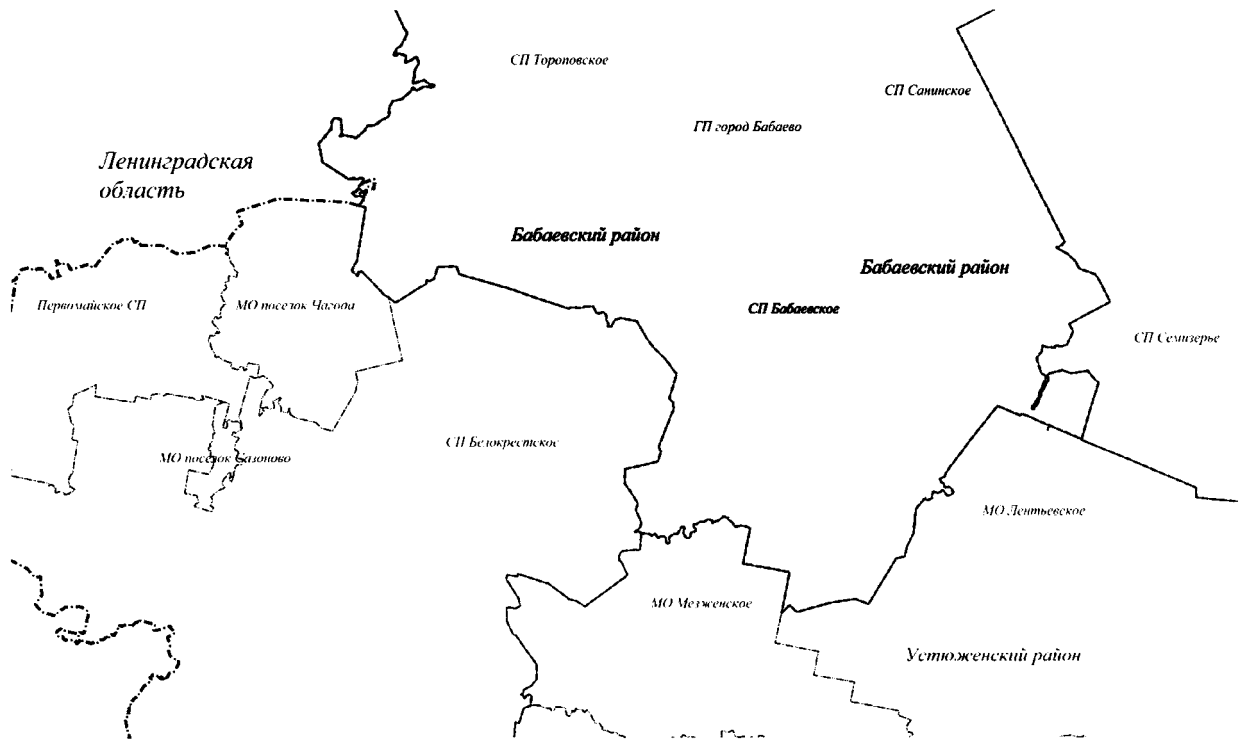 СП Тороповское
СП Санинское
ГП город Бабаево
Ленинградская
область
Бабаевский район
Бабаевский район
Первомайское СП
МО поселок Чагода
СП Бабаевское
СП Семизерье
СП Белокрестское
МО поселок Сазоново
МО Лентьевское
МО Мезженское
Устюженский район